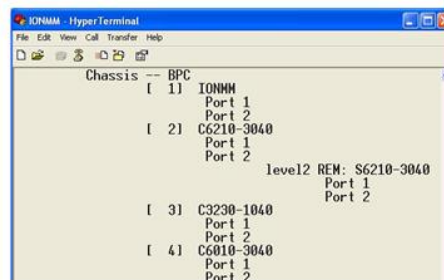 IONMM - HyperTerminal
File Edit View Call Transfer Help
Chassis -- BPC
[ 1] IONMM
Port 1
Port 2
[ 2] C6210-3040
Port 1
Port 2
level2 REM: S6210-3040
Port 1
Port 2
[ 3] C3230-1040
Port 1
Port 2
[ 4] C6010-3040
Port 1
Port 2